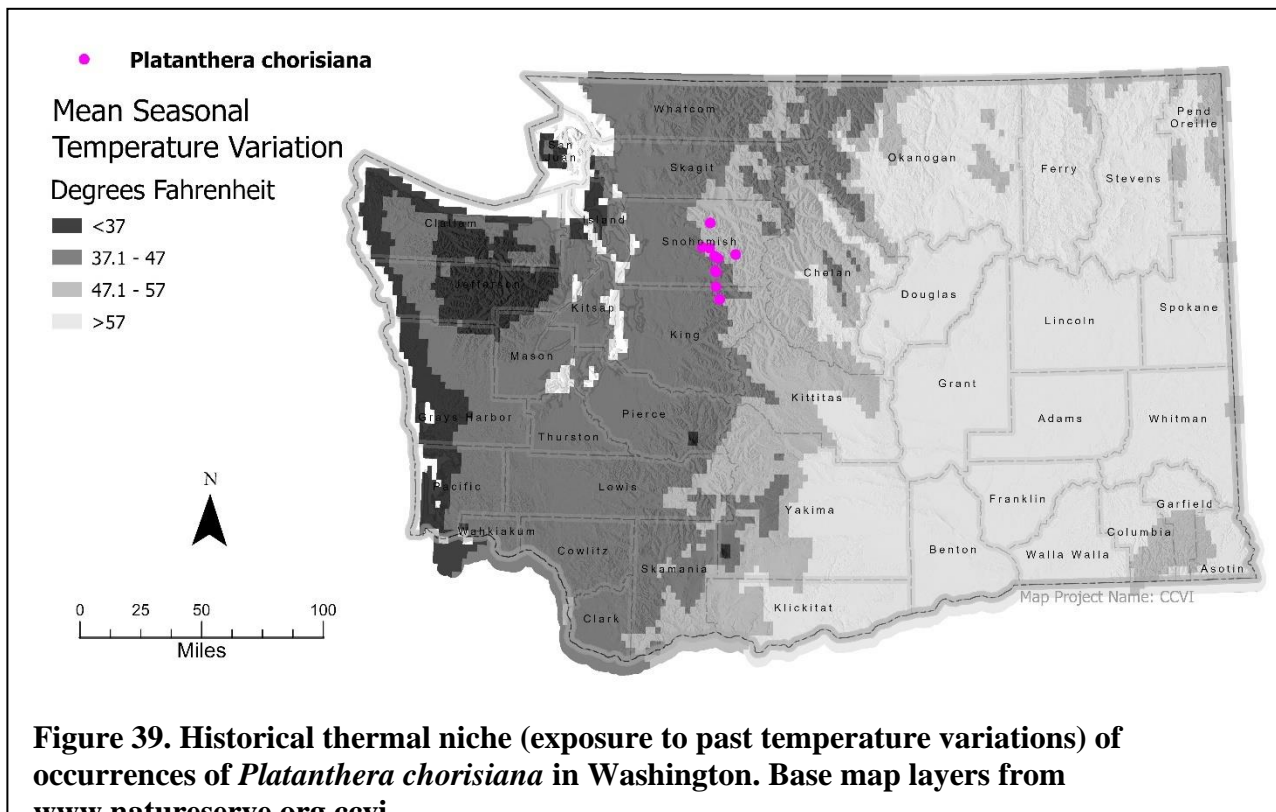 Platanthera chorisiana
Mean Seasonal
Temperature Variation
Degrees Fahrenheit
<37
37.1 - 47
47.1 - 57
>57
Whatcom
Pend
Oreille
San
Juan
Skagit
Okanogan
Ferry
Stevens
Clallam
Island
Snohomish
Chelan
Jefferson
Douglas
Kitsap
Lincoln
Spokane
King
Mason
Grant
Kittitas
Grays Harbor
Pierce
Adams
Whitman
Thurston
Pacific
Lewis
Yakima
Franklin
Garfield
Columbia
Wahkiakum
Cowlitz
Benton
Walla Walla
Skamania
Asotin
Map Project Name: CCVI
Klickitat
Clark
N
0 25 50 100
Miles
Figure 39. Historical thermal niche (exposure to past temperature variations) of
occurrences of Platanthera chorisiana in Washington. Base map layers from
www.natureserve.org.ccvi